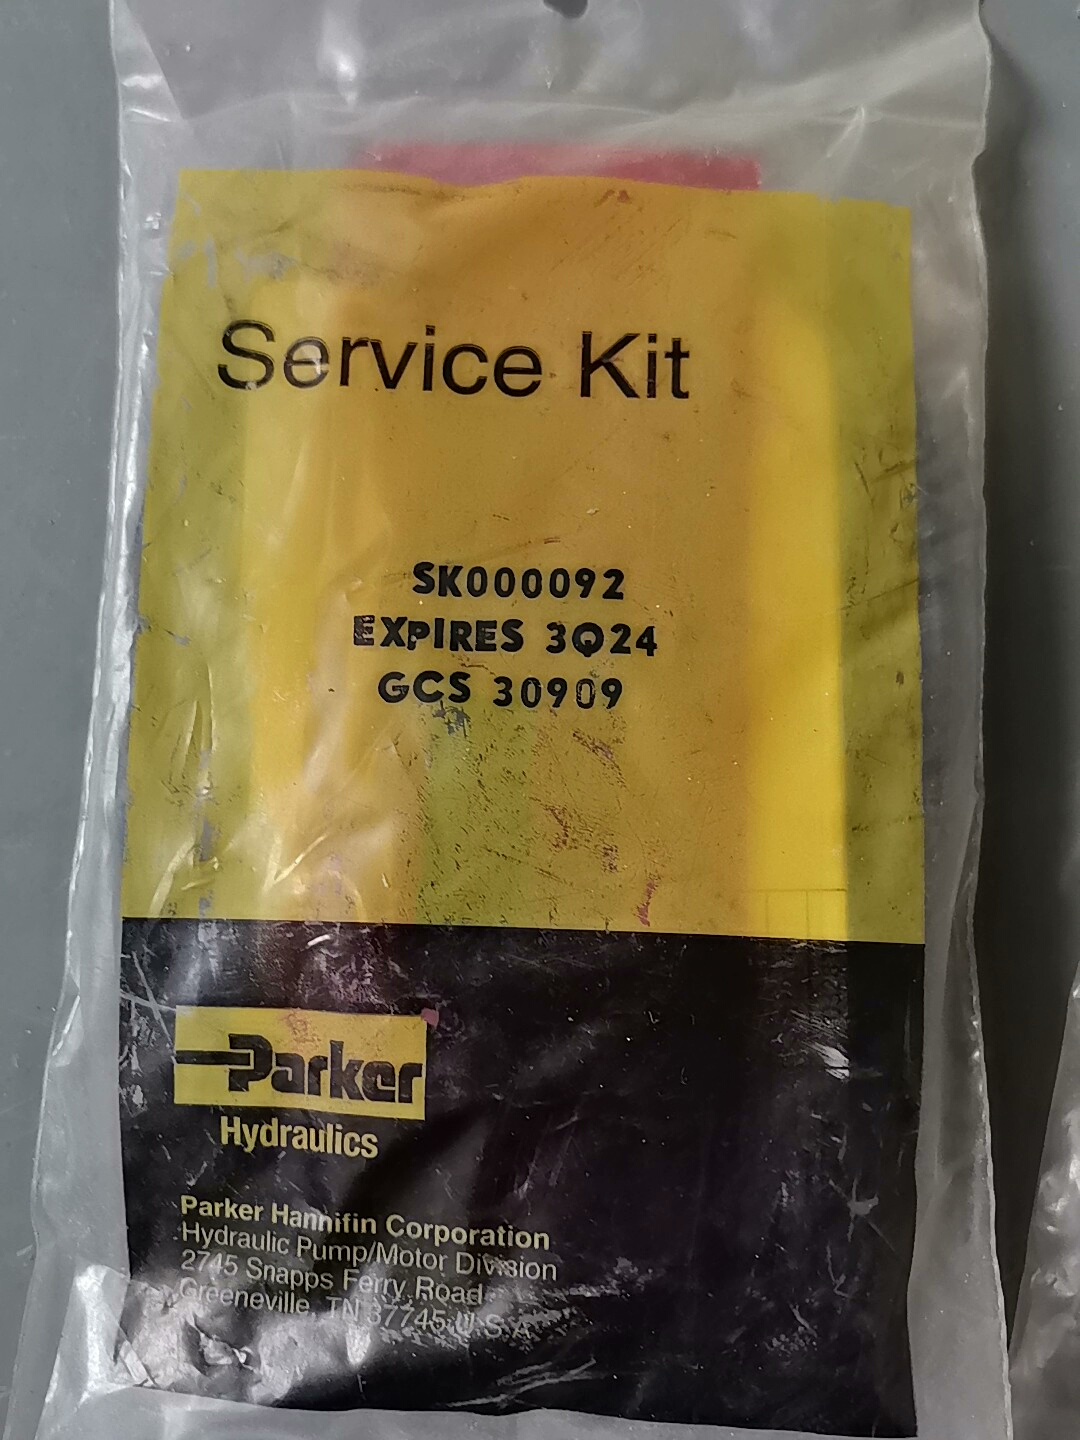 Service Kit
SK000092
EXPIRES 3Q24
GCS 30909
Parker
Hydraulics
Parker Hannifin Corporation
Hydraulic Pump/Motor Division
2745 Snapps Ferry Road
Greeneville, TN 37745 U.S.A